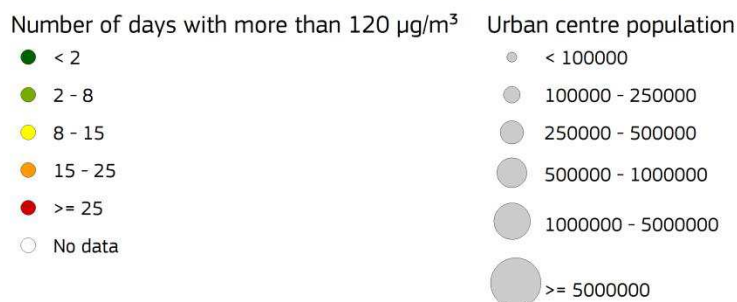 Number of days with more than 120 µg/m³
< 2
2 - 8
8 - 15
15 - 25
>= 25
No data
Urban centre population
< 100000
100000 - 250000
250000 - 500000
500000 - 1000000
1000000 - 5000000
>= 5000000